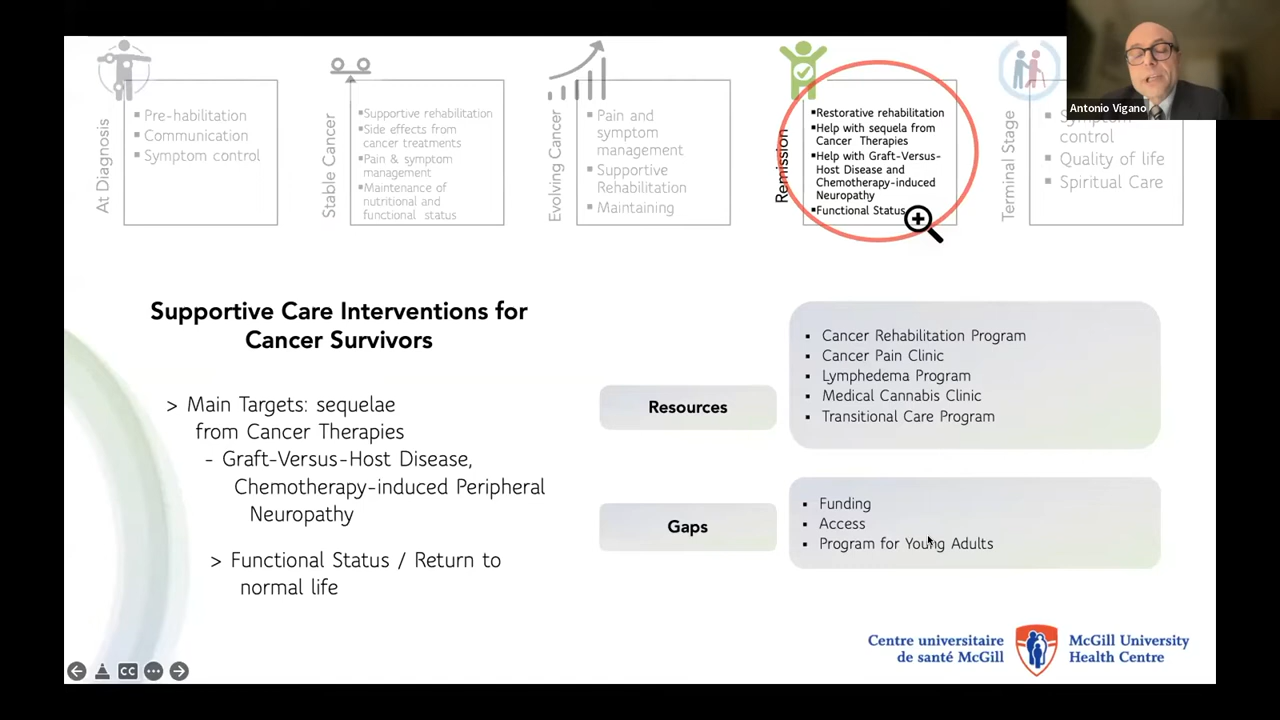 At Diagnosis
▪ Pre-habilitation
▪ Communication
▪ Symptom control
Stable Cancer
▪ Supportive rehabilitation
▪ Side effects from
cancer treatments
▪ Pain & symptom
management
▪ Maintenance of
nutritional and
functional status
Evolving Cancer
▪ Pain and
symptom
management
▪ Supportive
Rehabilitation
▪ Maintaining
Remission
▪ Restorative rehabilitation
▪ Help with sequela from
Cancer Therapies
▪ Help with Graft-Versus-
Host Disease and
Chemotherapy-induced
Neuropathy
▪ Functional Status
Terminal Stage
▪ Symptom
control
▪ Quality of life
▪ Spiritual Care
Antonio Vigano
Supportive Care Interventions for
Cancer Survivors
> Main Targets: sequelae
from Cancer Therapies
- Graft-Versus-Host Disease,
Chemotherapy-induced Peripheral
Neuropathy
> Functional Status / Return to
normal life
Resources
▪ Cancer Rehabilitation Program
▪ Cancer Pain Clinic
▪ Lymphedema Program
▪ Medical Cannabis Clinic
▪ Transitional Care Program
Gaps
▪ Funding
▪ Access
▪ Program for Young Adults
Centre universitaire
de santé McGill
McGill University
Health Centre
CC